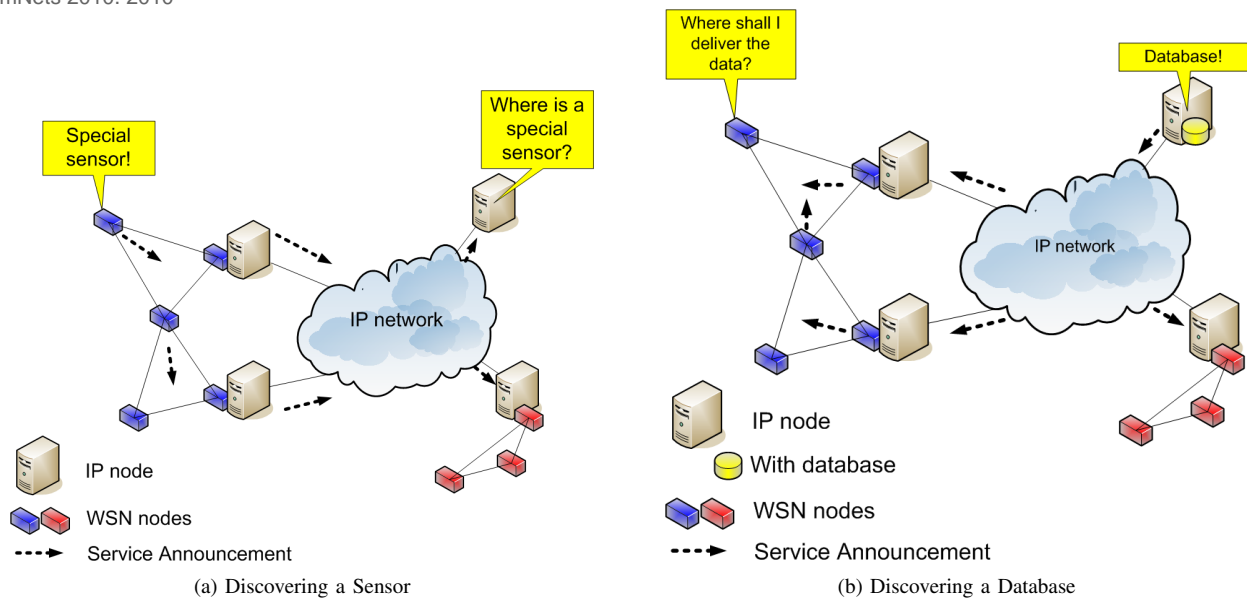 Where shall I
deliver the
data?
Database!
Special
sensor!
Where is a
special
sensor?
IP network
IP network
IP node
WSN nodes
Service Announcement
(a) Discovering a Sensor
IP node
With database
WSN nodes
Service Announcement
(b) Discovering a Database